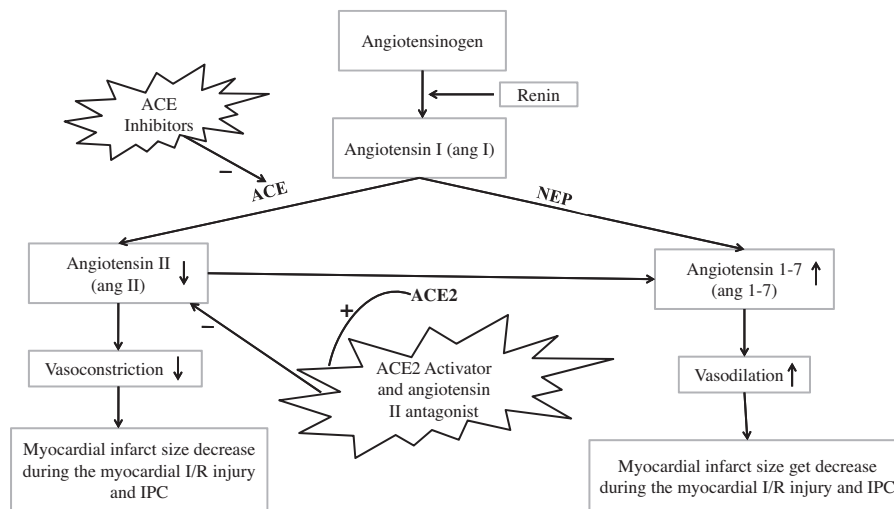 Angiotensinogen
Renin
ACE
Inhibitors
Angiotensin I (ang I)
−
ACE
NEP
Angiotensin II
(ang II)
Angiotensin 1-7
(ang 1-7)
+
ACE2
−
Vasoconstriction
ACE2 Activator
and angiotensin
II antagonist
Vasodilation
Myocardial infarct size decrease
during the myocardial I/R injury
and IPC
Myocardial infarct size get decrease
during the myocardial I/R injury and IPC